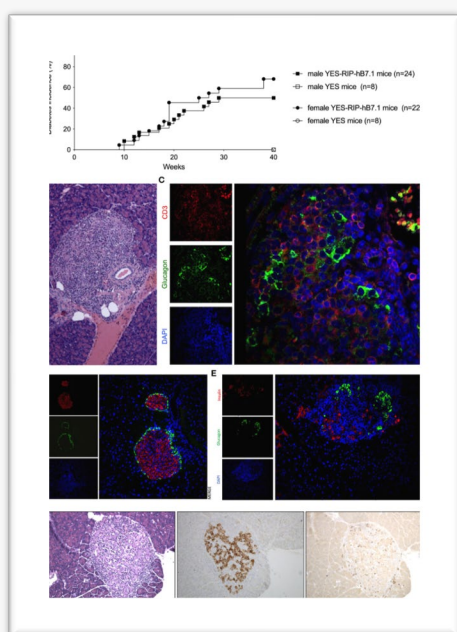 80
60
40
20
0
0
10
20
30
40
Weeks
male YES-RIP-hB7.1 mice (n=24)
male YES mice (n=8)
female YES-RIP-hB7.1 mice (n=22
female YES mice (n=8)
C
CD3
Glucagon
DAPI
E